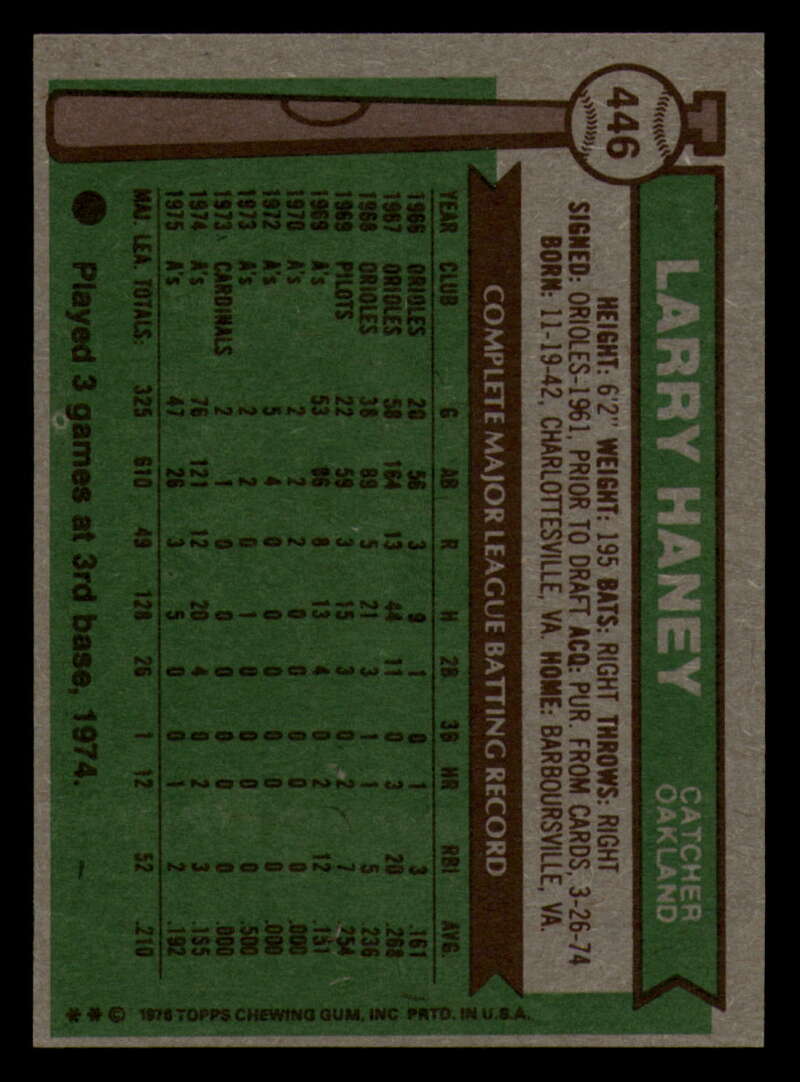 446
LARRY HANEY
CATCHER
OAKLAND
HEIGHT: 6'2" WEIGHT: 195 BATS: RIGHT THROWS: RIGHT
SIGNED: ORIOLES-1961, PRIOR TO DRAFT ACQ: PUR. FROM CARDS, 3-26-74
BORN: 11-19-42, CHARLOTTESVILLE, VA. HOME: BARBOURSVILLE, VA.
COMPLETE MAJOR LEAGUE BATTING RECORD
YEAR CLUB G AB R H 2B 3B HR RBI AVG.
1966 ORIOLES 20 56 3 9 1 0 1 3 .161
1967 ORIOLES 58 164 13 44 11 0 3 20 .268
1968 ORIOLES 38 89 5 21 3 1 1 5 .236
1969 PILOTS 22 59 3 15 3 0 2 7 .254
1969 A's 53 86 8 13 4 0 2 12 .151
1970 A's 2 2 2 0 0 0 0 0 .000
1972 A's 5 4 0 0 0 0 0 0 .000
1973 A's 2 2 0 1 0 0 0 0 .500
1973 CARDINALS 2 1 0 0 0 0 0 0 .000
1974 A's 76 121 12 20 4 0 2 3 .165
1975 A's 47 26 3 5 0 0 1 2 .192
MAJ. LEA. TOTALS: 325 610 49 128 26 1 12 52 .210
Played 3 games at 3rd base, 1974.
**© 1976 TOPPS CHEWING GUM, INC PRTD. IN U.S.A.